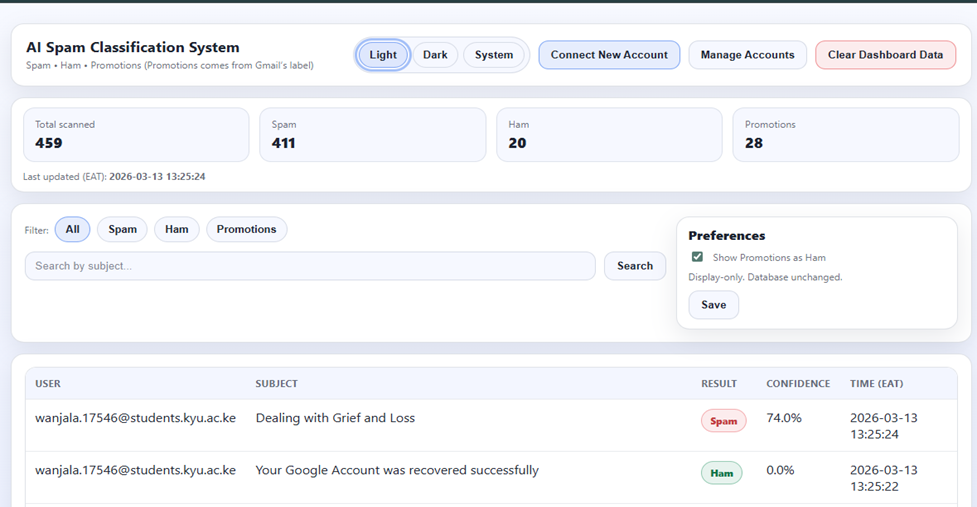 AI Spam Classification System
Spam • Ham • Promotions (Promotions comes from Gmail's label)
Light Dark System Connect New Account Manage Accounts Clear Dashboard Data
Total scanned
459
Spam
411
Ham
20
Promotions
28
Last updated (EAT): 2026-03-13 13:25:24
Filter: All Spam Ham Promotions
Search by subject... Search
Preferences
Show Promotions as Ham
Display-only. Database unchanged.
Save
USER SUBJECT RESULT CONFIDENCE TIME (EAT)
wanjala.17546@students.kyu.ac.ke Dealing with Grief and Loss Spam 74.0% 2026-03-13
13:25:24
wanjala.17546@students.kyu.ac.ke Your Google Account was recovered successfully Ham 0.0% 2026-03-13
13:25:22